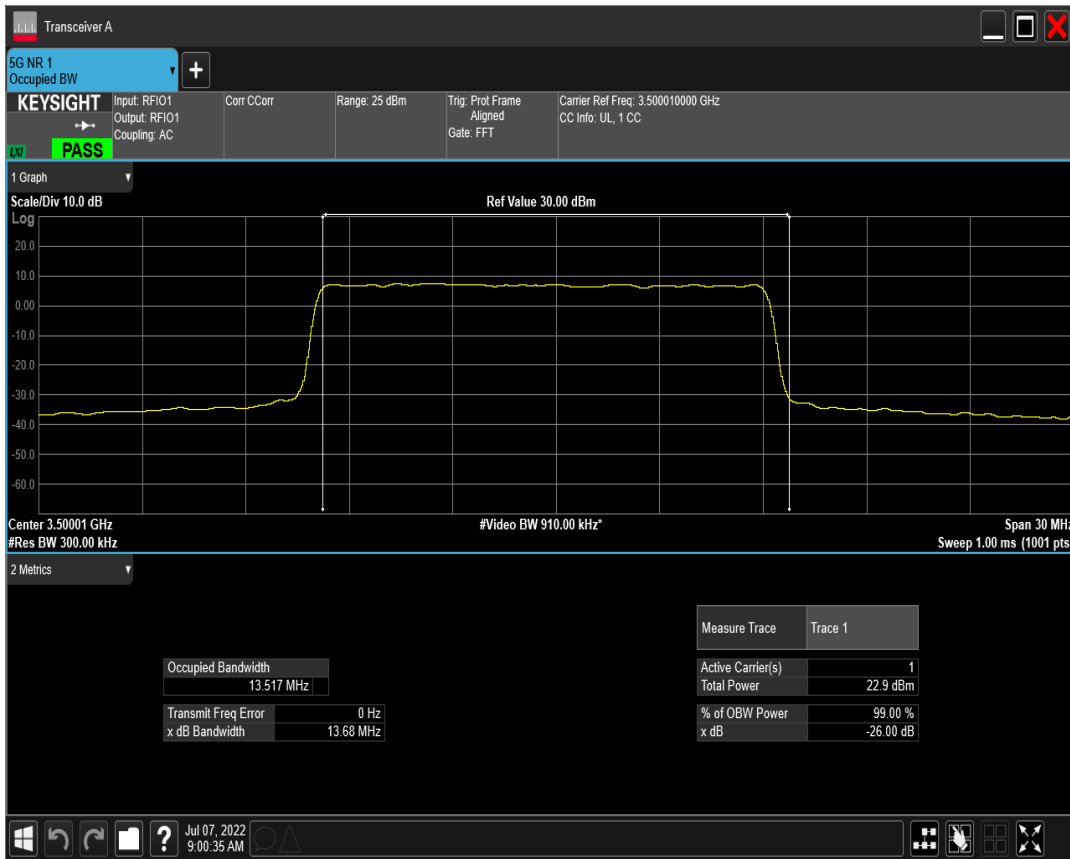 Transceiver A
5G NR 1
Occupied BW
+
KEYSIGHT
LXI
PASS
Input: RFIO1
Output: RFIO1
Coupling: AC
Corr CCorr
Range: 25 dBm
Trig: Prot Frame
Aligned
Gate: FFT
Carrier Ref Freq: 3.500010000 GHz
CC Info: UL, 1 CC
1 Graph
Scale/Div 10.0 dB
Ref Value 30.00 dBm
Log
20.0
10.0
0.00
-10.0
-20.0
-30.0
-40.0
-50.0
-60.0
Center 3.50001 GHz
#Video BW 910.00 kHz*
Span 30 MHz
#Res BW 300.00 kHz
Sweep 1.00 ms (1001 pts
2 Metrics
Measure Trace
Trace 1
Occupied Bandwidth
13.517 MHz
Active Carrier(s) 1
Total Power 22.9 dBm
Transmit Freq Error 0 Hz
x dB Bandwidth 13.68 MHz
% of OBW Power 99.00 %
x dB -26.00 dB
?
Jul 07, 2022
9:00:35 AM